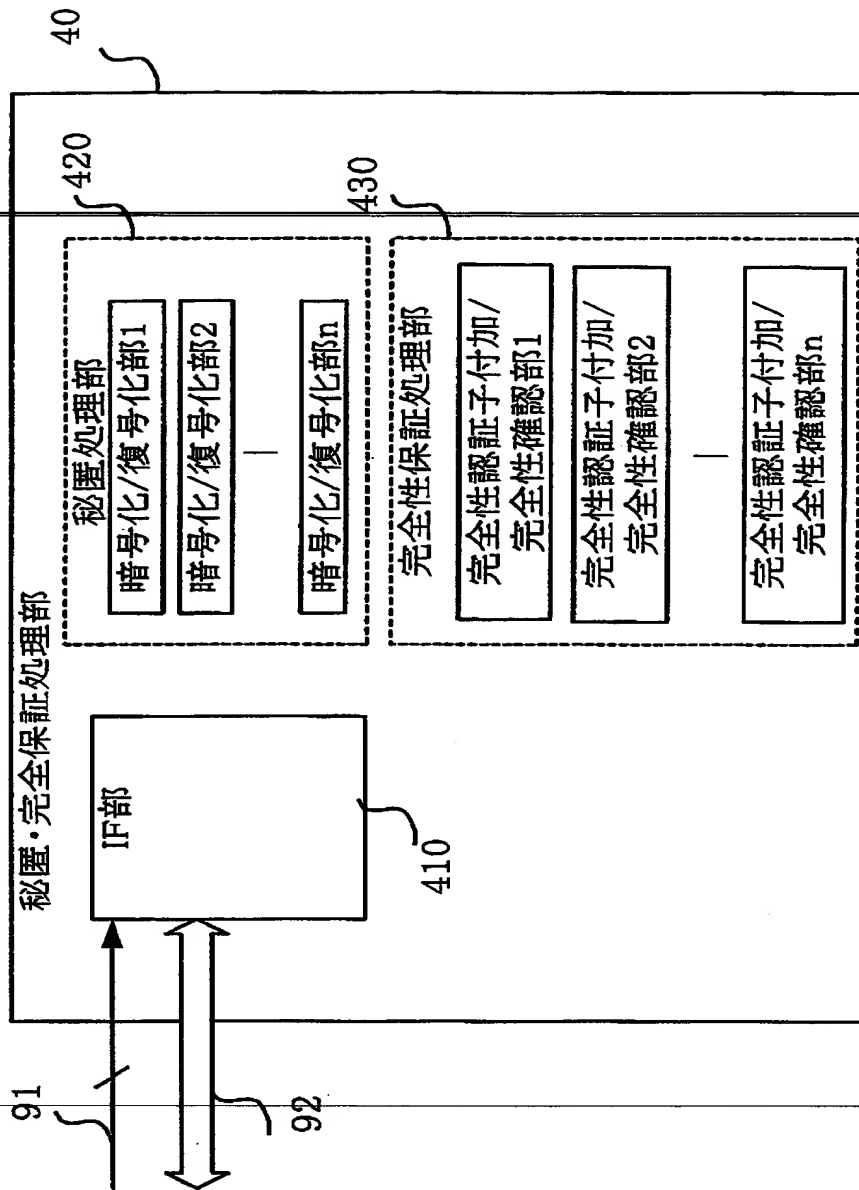 秘匿・完全保証処理部
40
91
92
IF部
410
420
秘匿処理部
暗号化/復号化部1
暗号化/復号化部2
暗号化/復号化部n
430
完全性保証処理部
完全性認証子付加/
完全性確認部1
完全性認証子付加/
完全性確認部2
完全性認証子付加/
完全性確認部n